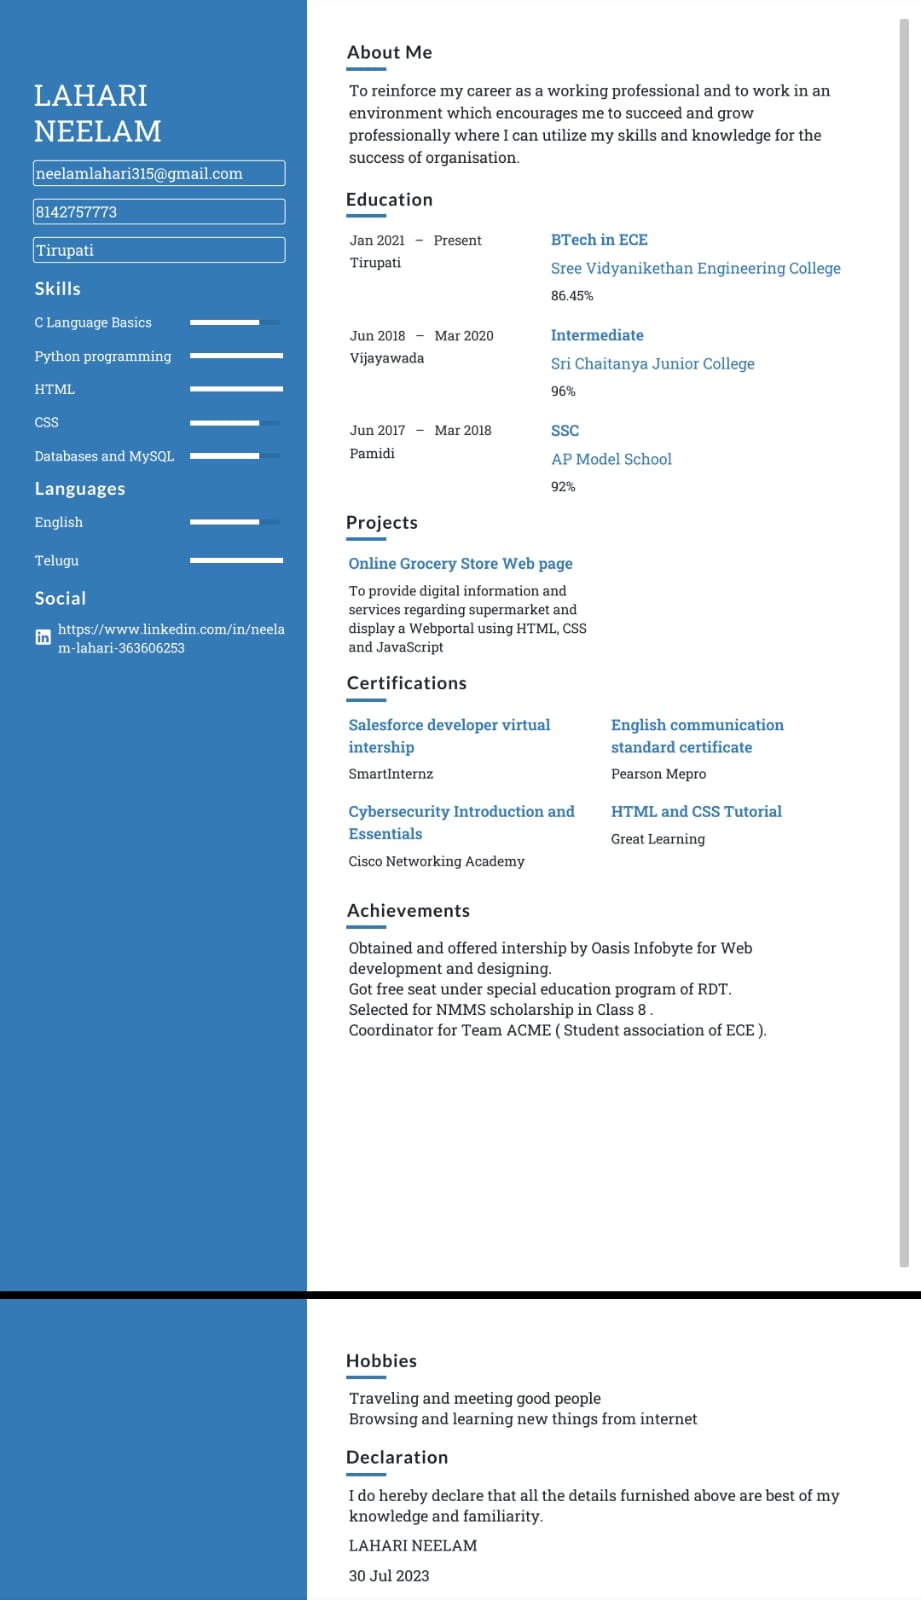 LAHARI
NEELAM
neelamlahari315@gmail.com
8142757773
Tirupati
Skills
C Language Basics
Python programming
HTML
CSS
Databases and MySQL
Languages
English
Telugu
Social
in
https://www.linkedin.com/in/neela
m-lahari-363606253
About Me
To reinforce my career as a working professional and to work in an
environment which encourages me to succeed and grow
professionally where I can utilize my skills and knowledge for the
success of organisation.
Education
Jan 2021 – Present
Tirupati
BTech in ECE
Sree Vidyanikethan Engineering College
86.45%
Jun 2018 – Mar 2020
Vijayawada
Intermediate
Sri Chaitanya Junior College
96%
Jun 2017 – Mar 2018
Pamidi
SSC
AP Model School
92%
Projects
Online Grocery Store Web page
To provide digital information and
services regarding supermarket and
display a Webportal using HTML, CSS
and JavaScript
Certifications
Salesforce developer virtual
intership
SmartInternz
English communication
standard certificate
Pearson Mepro
Cybersecurity Introduction and
Essentials
Cisco Networking Academy
HTML and CSS Tutorial
Great Learning
Achievements
Obtained and offered intership by Oasis Infobyte for Web
development and designing.
Got free seat under special education program of RDT.
Selected for NMMS scholarship in Class 8 .
Coordinator for Team ACME ( Student association of ECE ).
Hobbies
Traveling and meeting good people
Browsing and learning new things from internet
Declaration
I do hereby declare that all the details furnished above are best of my
knowledge and familiarity.
LAHARI NEELAM
30 Jul 2023